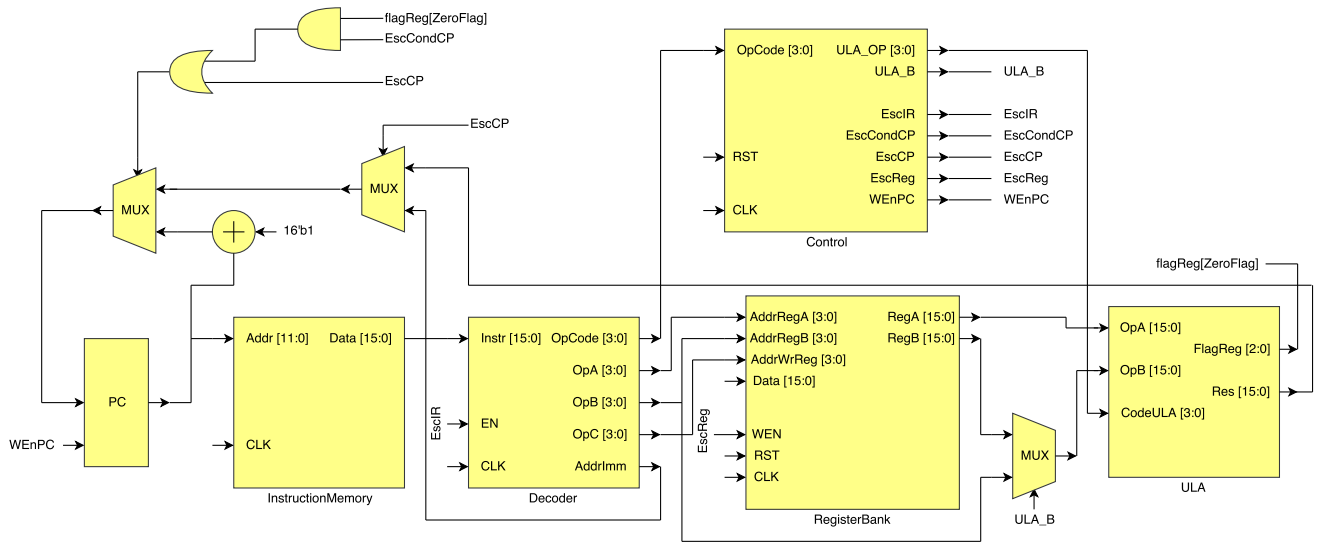 flagReg[ZeroFlag]
EscCondCP
EscCP
EscCP
MUX
MUX
16'b1
PC
WEnPC
Addr [11:0] Data [15:0]
CLK
InstructionMemory
EscIR
Instr [15:0] OpCode [3:0]
OpA [3:0]
OpB [3:0]
EN
OpC [3:0]
CLK
AddrImm
Decoder
OpCode [3:0] ULA_OP [3:0]
ULA_B ULA_B
EscIR EscIR
EscCondCP EscCondCP
RST
EscCP EscCP
EscReg EscReg
WEnPC WEnPC
CLK
Control
EscReg
AddrRegA [3:0] RegA [15:0]
AddrRegB [3:0] RegB [15:0]
AddrWrReg [3:0]
Data [15:0]
WEN
RST
CLK
RegisterBank
MUX
ULA_B
flagReg[ZeroFlag]
OpA [15:0]
FlagReg [2:0]
OpB [15:0]
Res [15:0]
CodeULA [3:0]
ULA